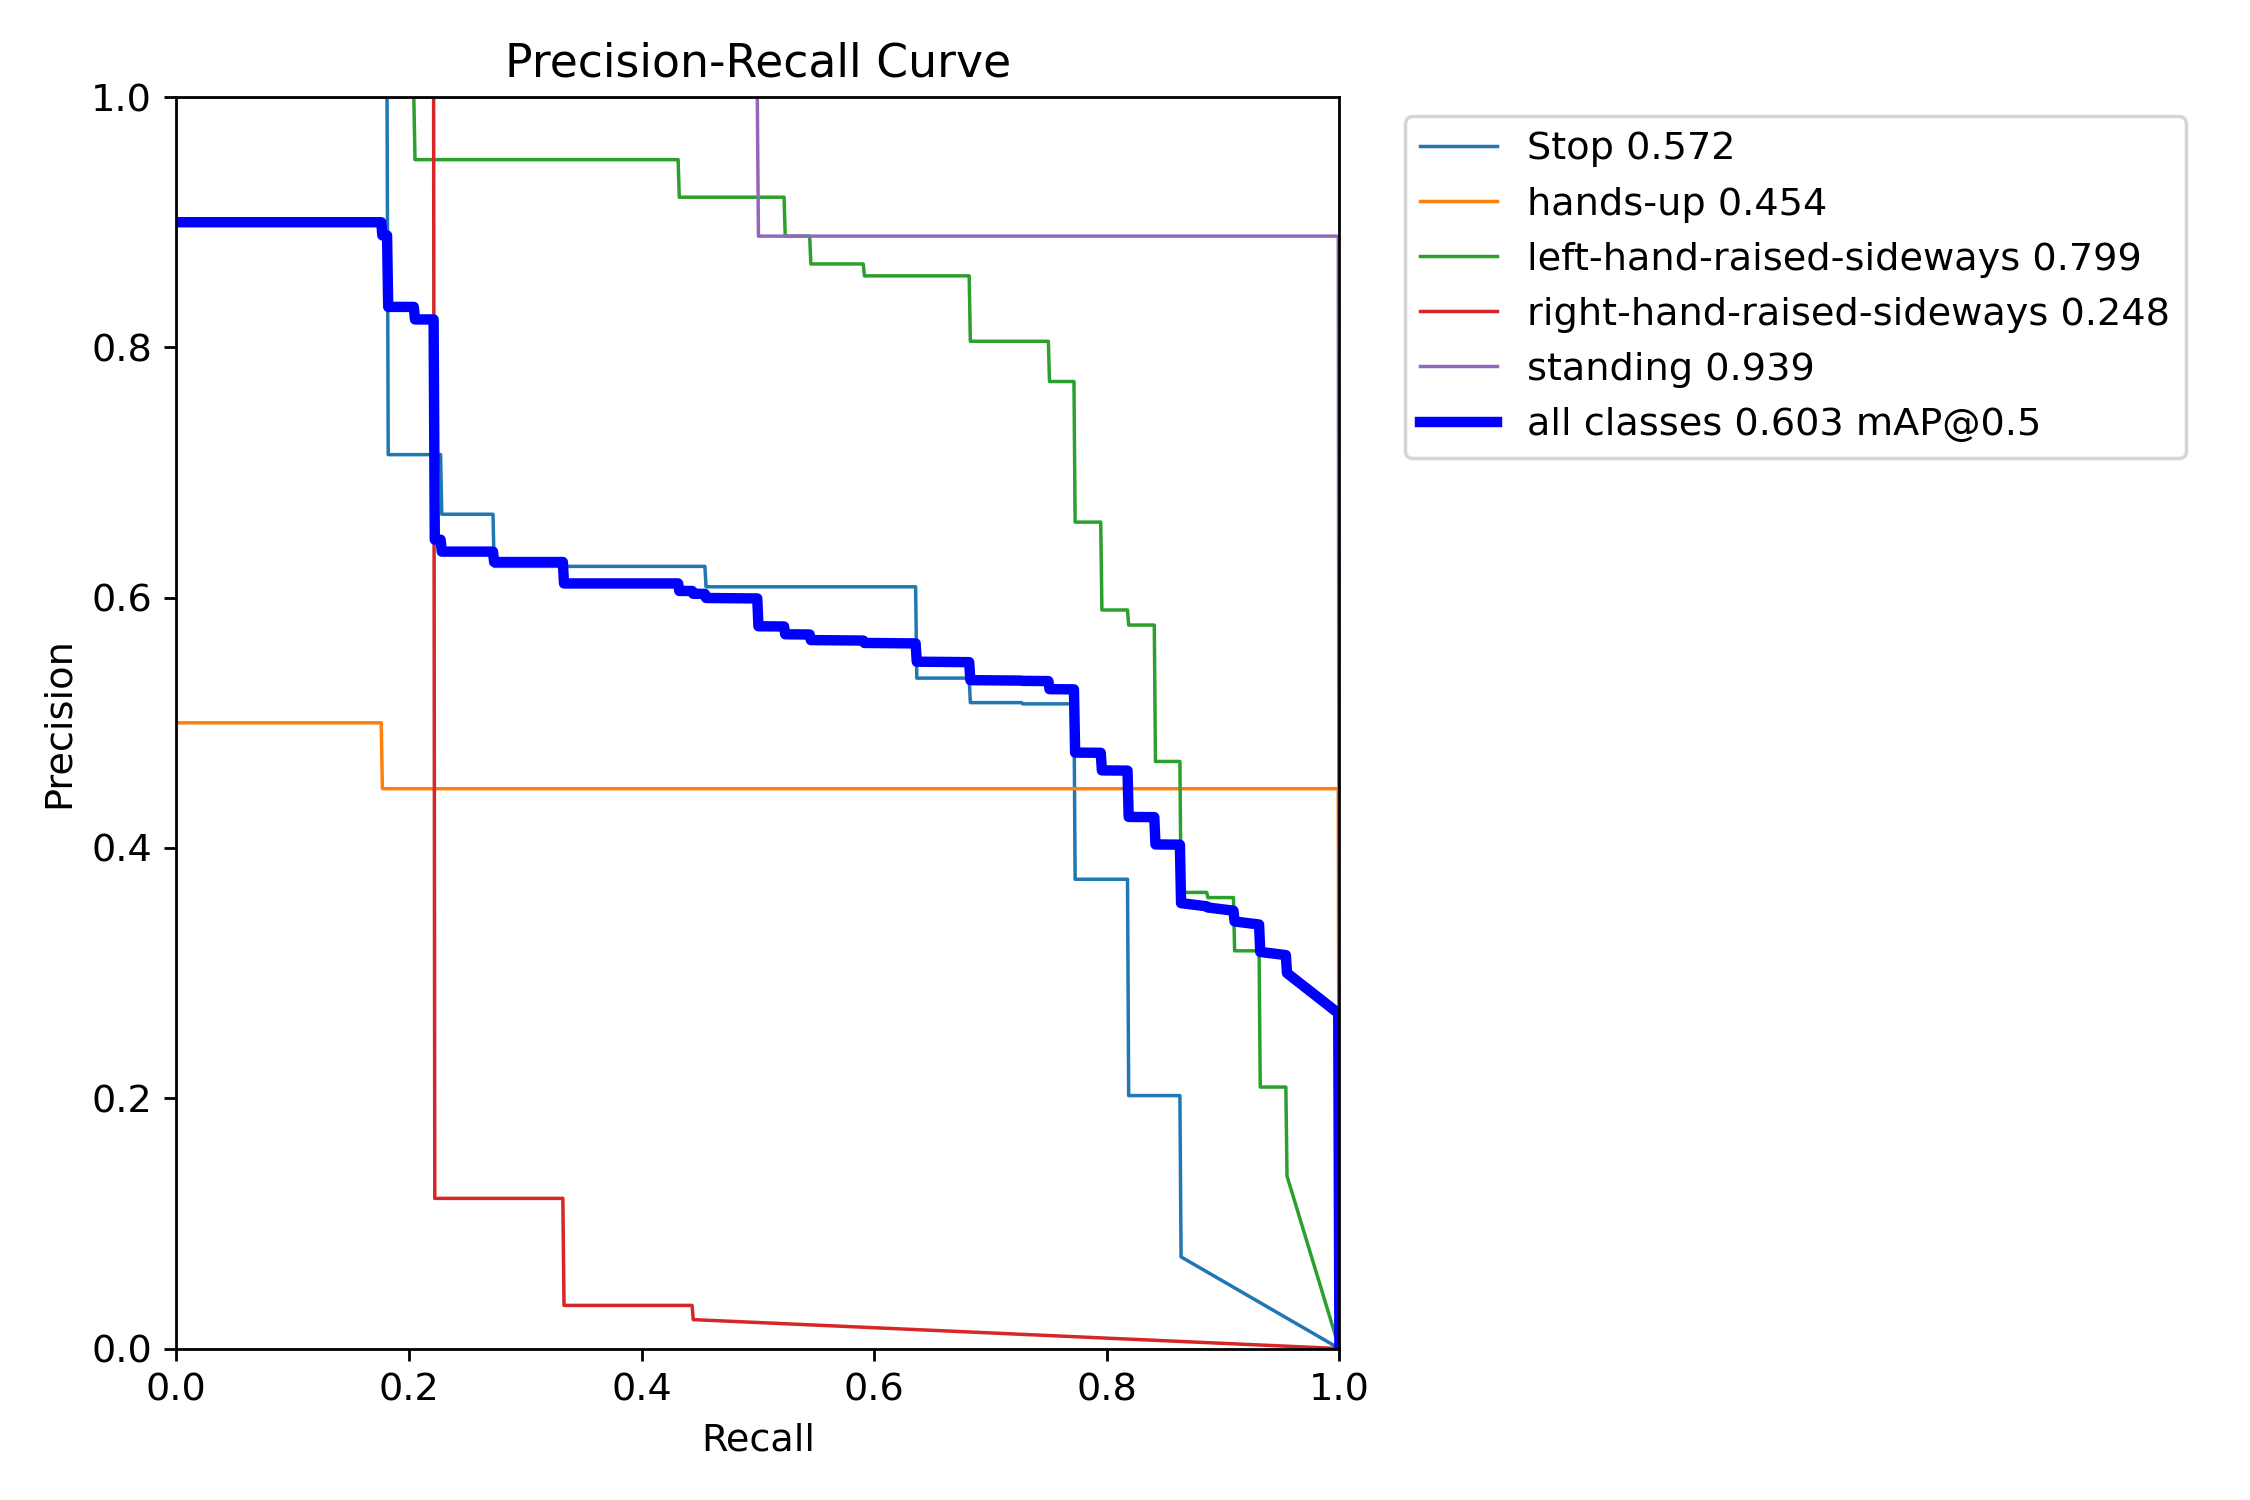 Precision-Recall Curve
1.0
0.8
0.6
0.4
0.2
0.0
Precision
0.0 0.2 0.4 0.6 0.8 1.0
Recall
Stop 0.572
hands-up 0.454
left-hand-raised-sideways 0.799
right-hand-raised-sideways 0.248
standing 0.939
all classes 0.603 mAP@0.5